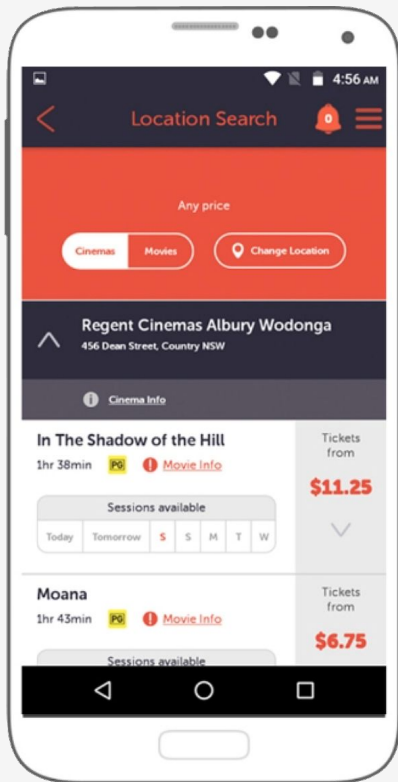 4:56 AM
Location Search
0
Any price
Cinemas Movies Change Location
Regent Cinemas Albury Wodonga
456 Dean Street, Country NSW
i Cinema Info
In The Shadow of the Hill
1hr 38min PG ! Movie Info
Tickets
from
$11.25
Sessions available
Today Tomorrow S S M T W
Moana
1hr 43min PG ! Movie Info
Tickets
from
$6.75
Sessions available